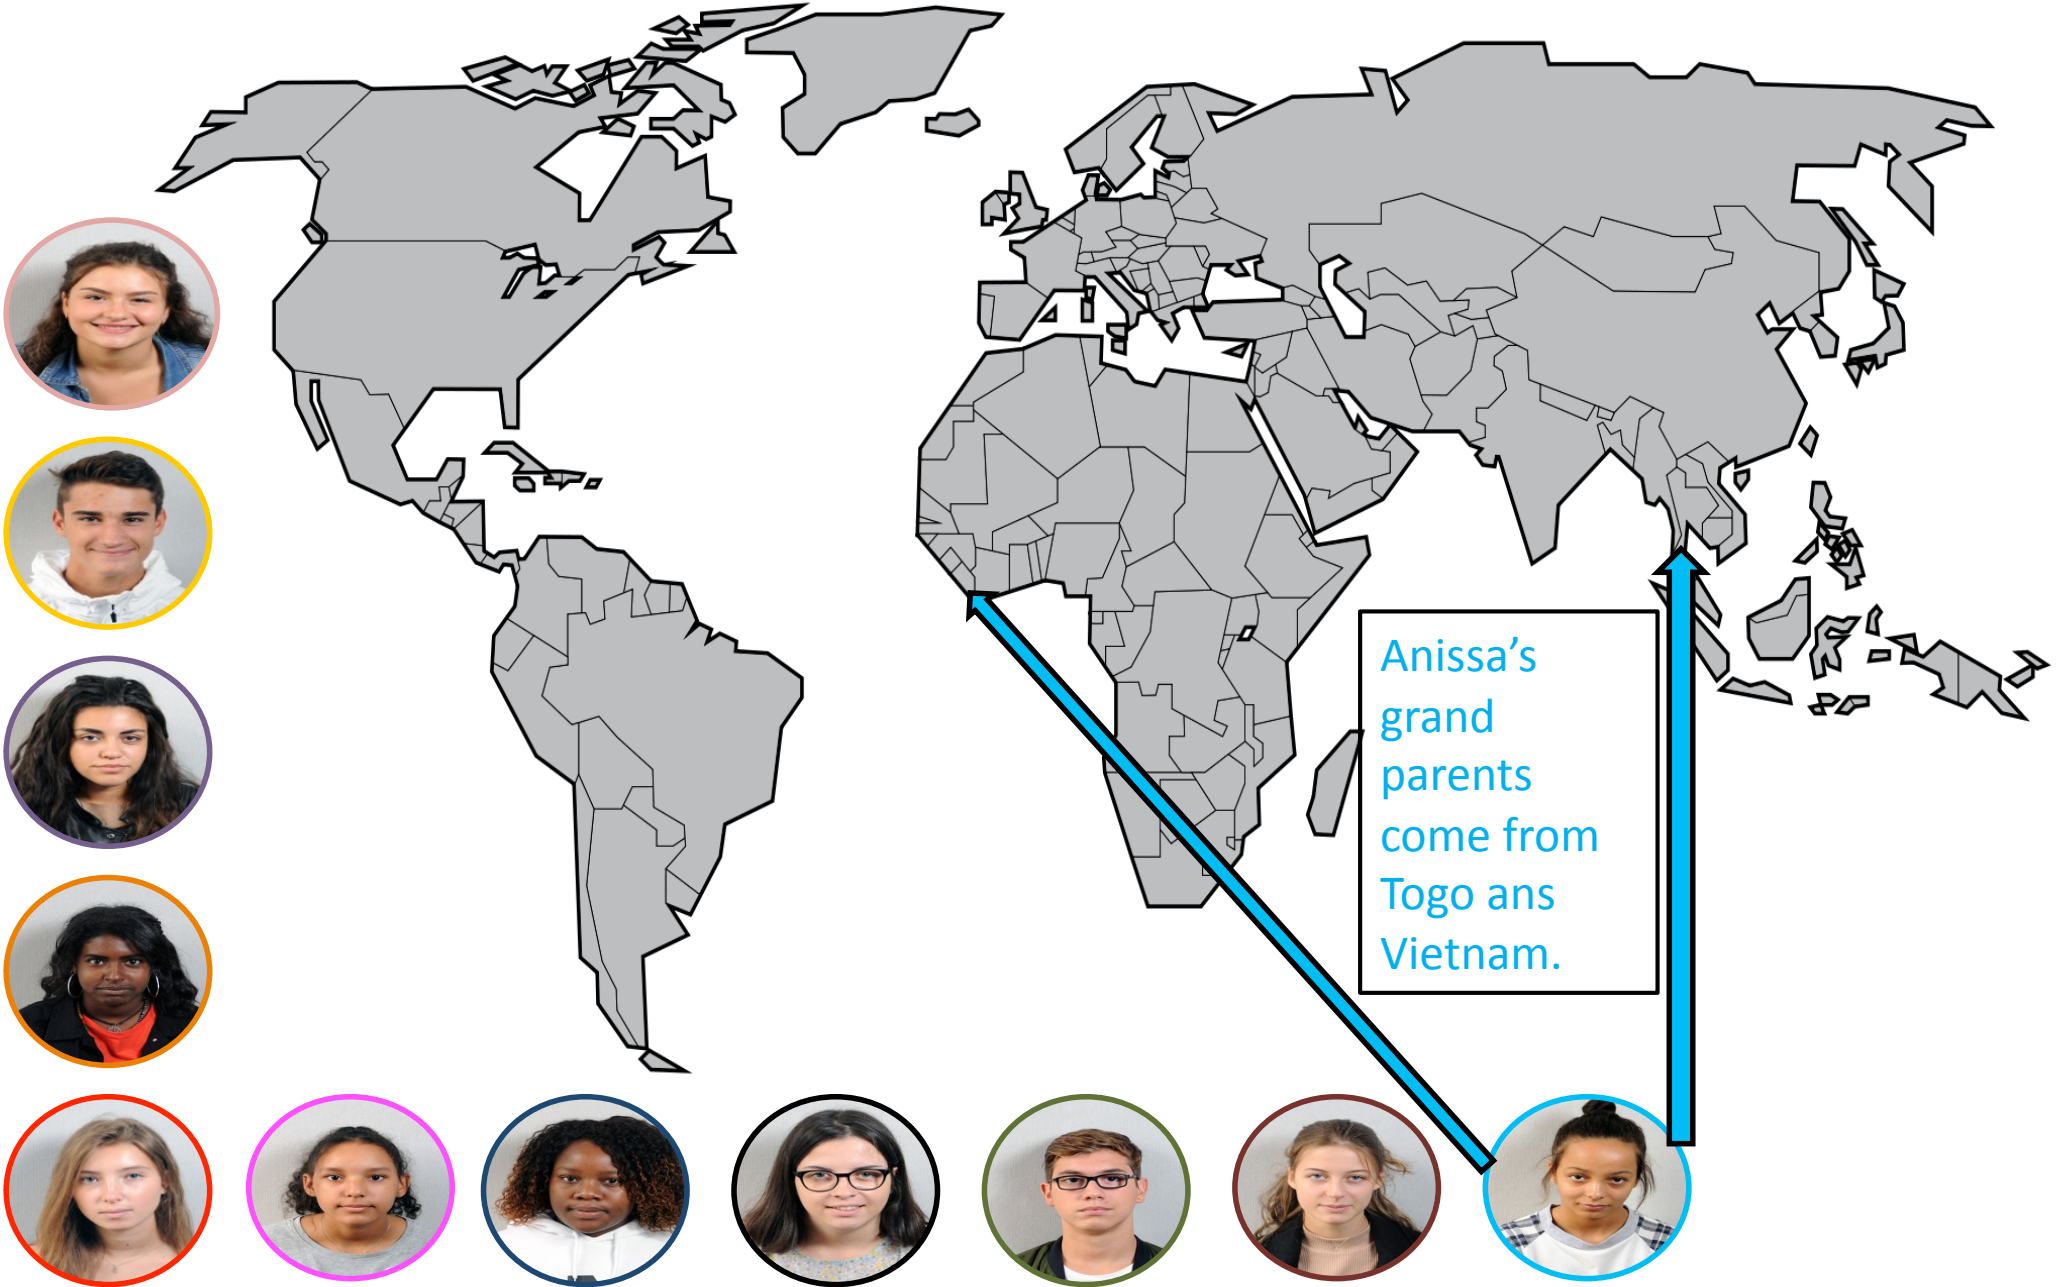 Anissa’s
grand
parents
come from
Togo ans
Vietnam.